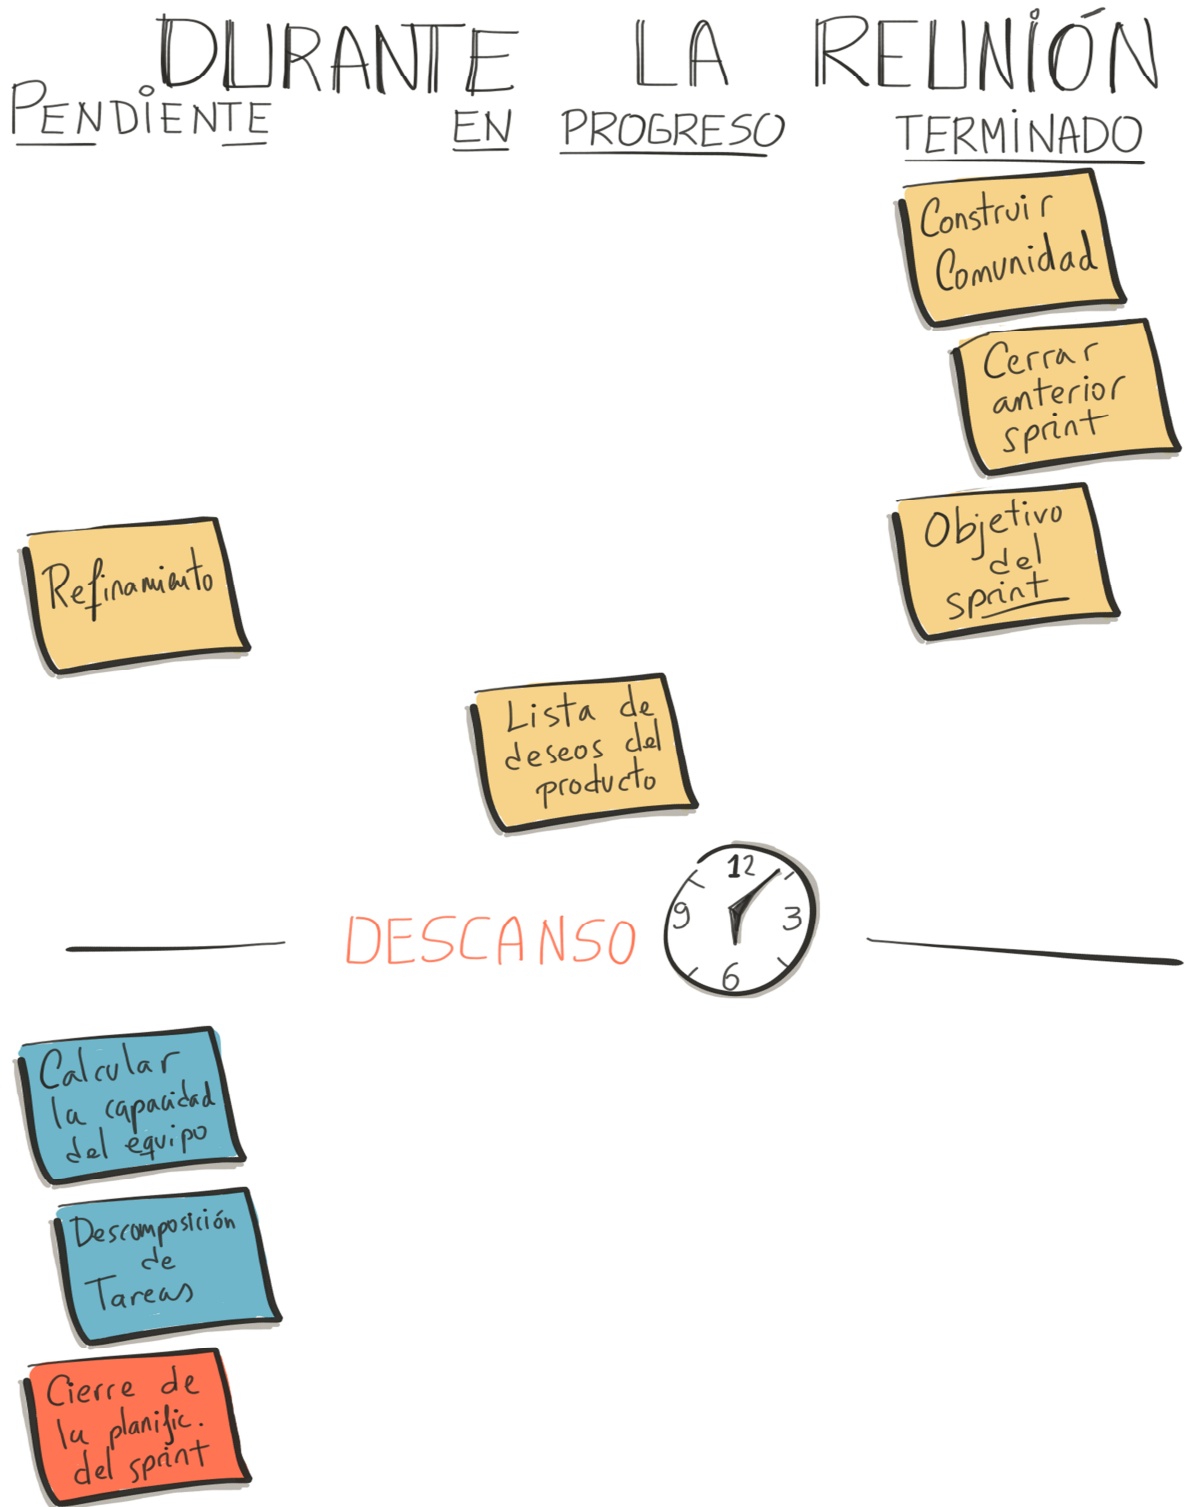 DURANTE LA REUNIÓN
PENDIENTE EN PROGRESO TERMINADO
Construir
Comunidad
Cerrar
anterior
sprint
Objetivo
del
sprint
Refinamiento
Lista de
deseos del
producto
DESCANSO
12
3
6
9
Calcular
la capacidad
del equipo
Descomposición
de
Tareas
Cierre de
la planific.
del sprint